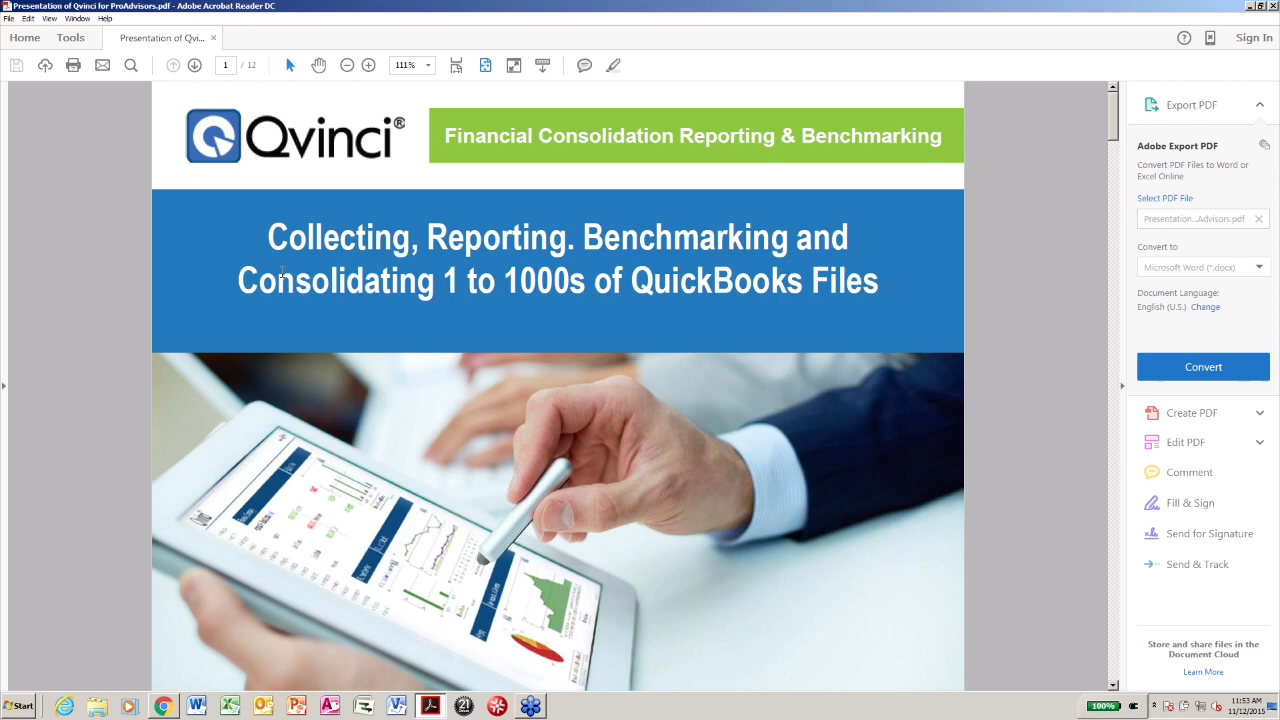 Presentation of Qvinci for ProAdvisors.pdf - Adobe Acrobat Reader DC
File Edit View Window Help
Home Tools Presentation of Qvi... × Sign In
1 / 12 111%
Qvinci®
Financial Consolidation Reporting & Benchmarking
Collecting, Reporting. Benchmarking and
Consolidating 1 to 1000s of QuickBooks Files
Export PDF
Adobe Export PDF
Convert PDF Files to Word or
Excel Online
Select PDF File
Presentation...Advisors.pdf
Convert to
Microsoft Word (*.docx)
Document Language:
English (U.S.) Change
Convert
Create PDF
Edit PDF
Comment
Fill & Sign
Send for Signature
Send & Track
Store and share files in the
Document Cloud
Learn More
Start
100%
11:53 AM
11/12/2015